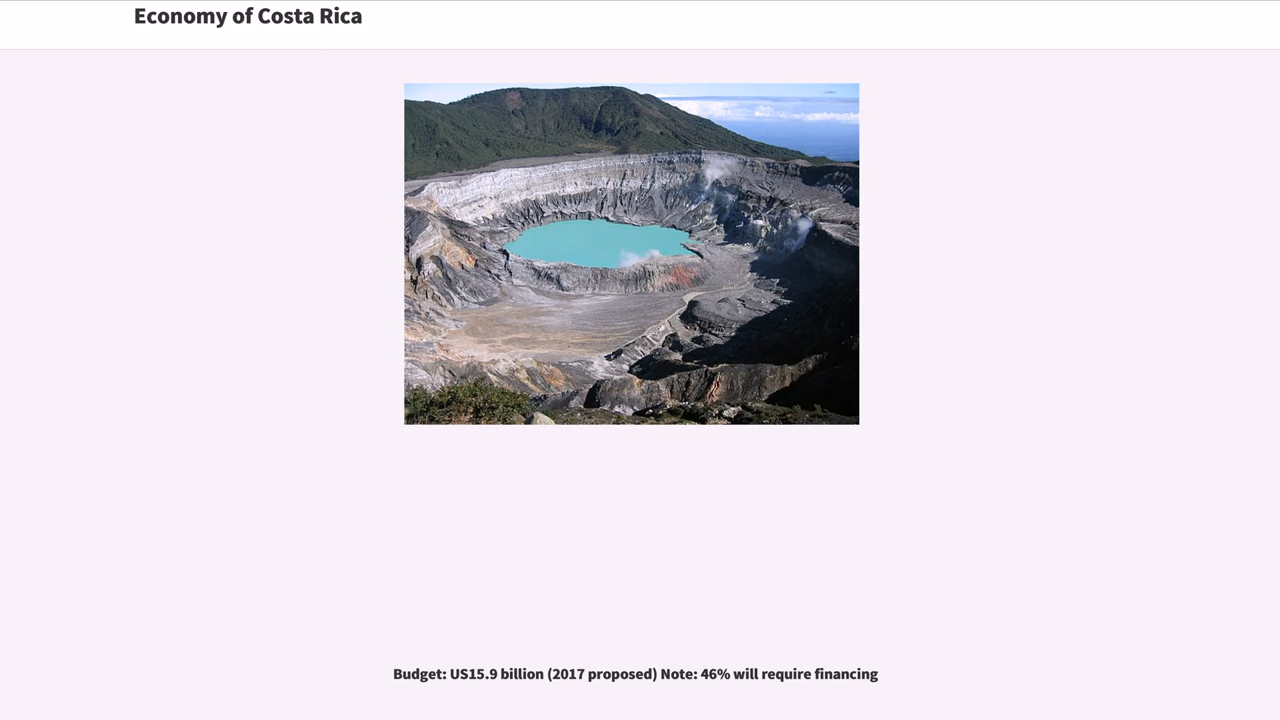 Economy of Costa Rica
Budget: US15.9 billion (2017 proposed) Note: 46% will require financing